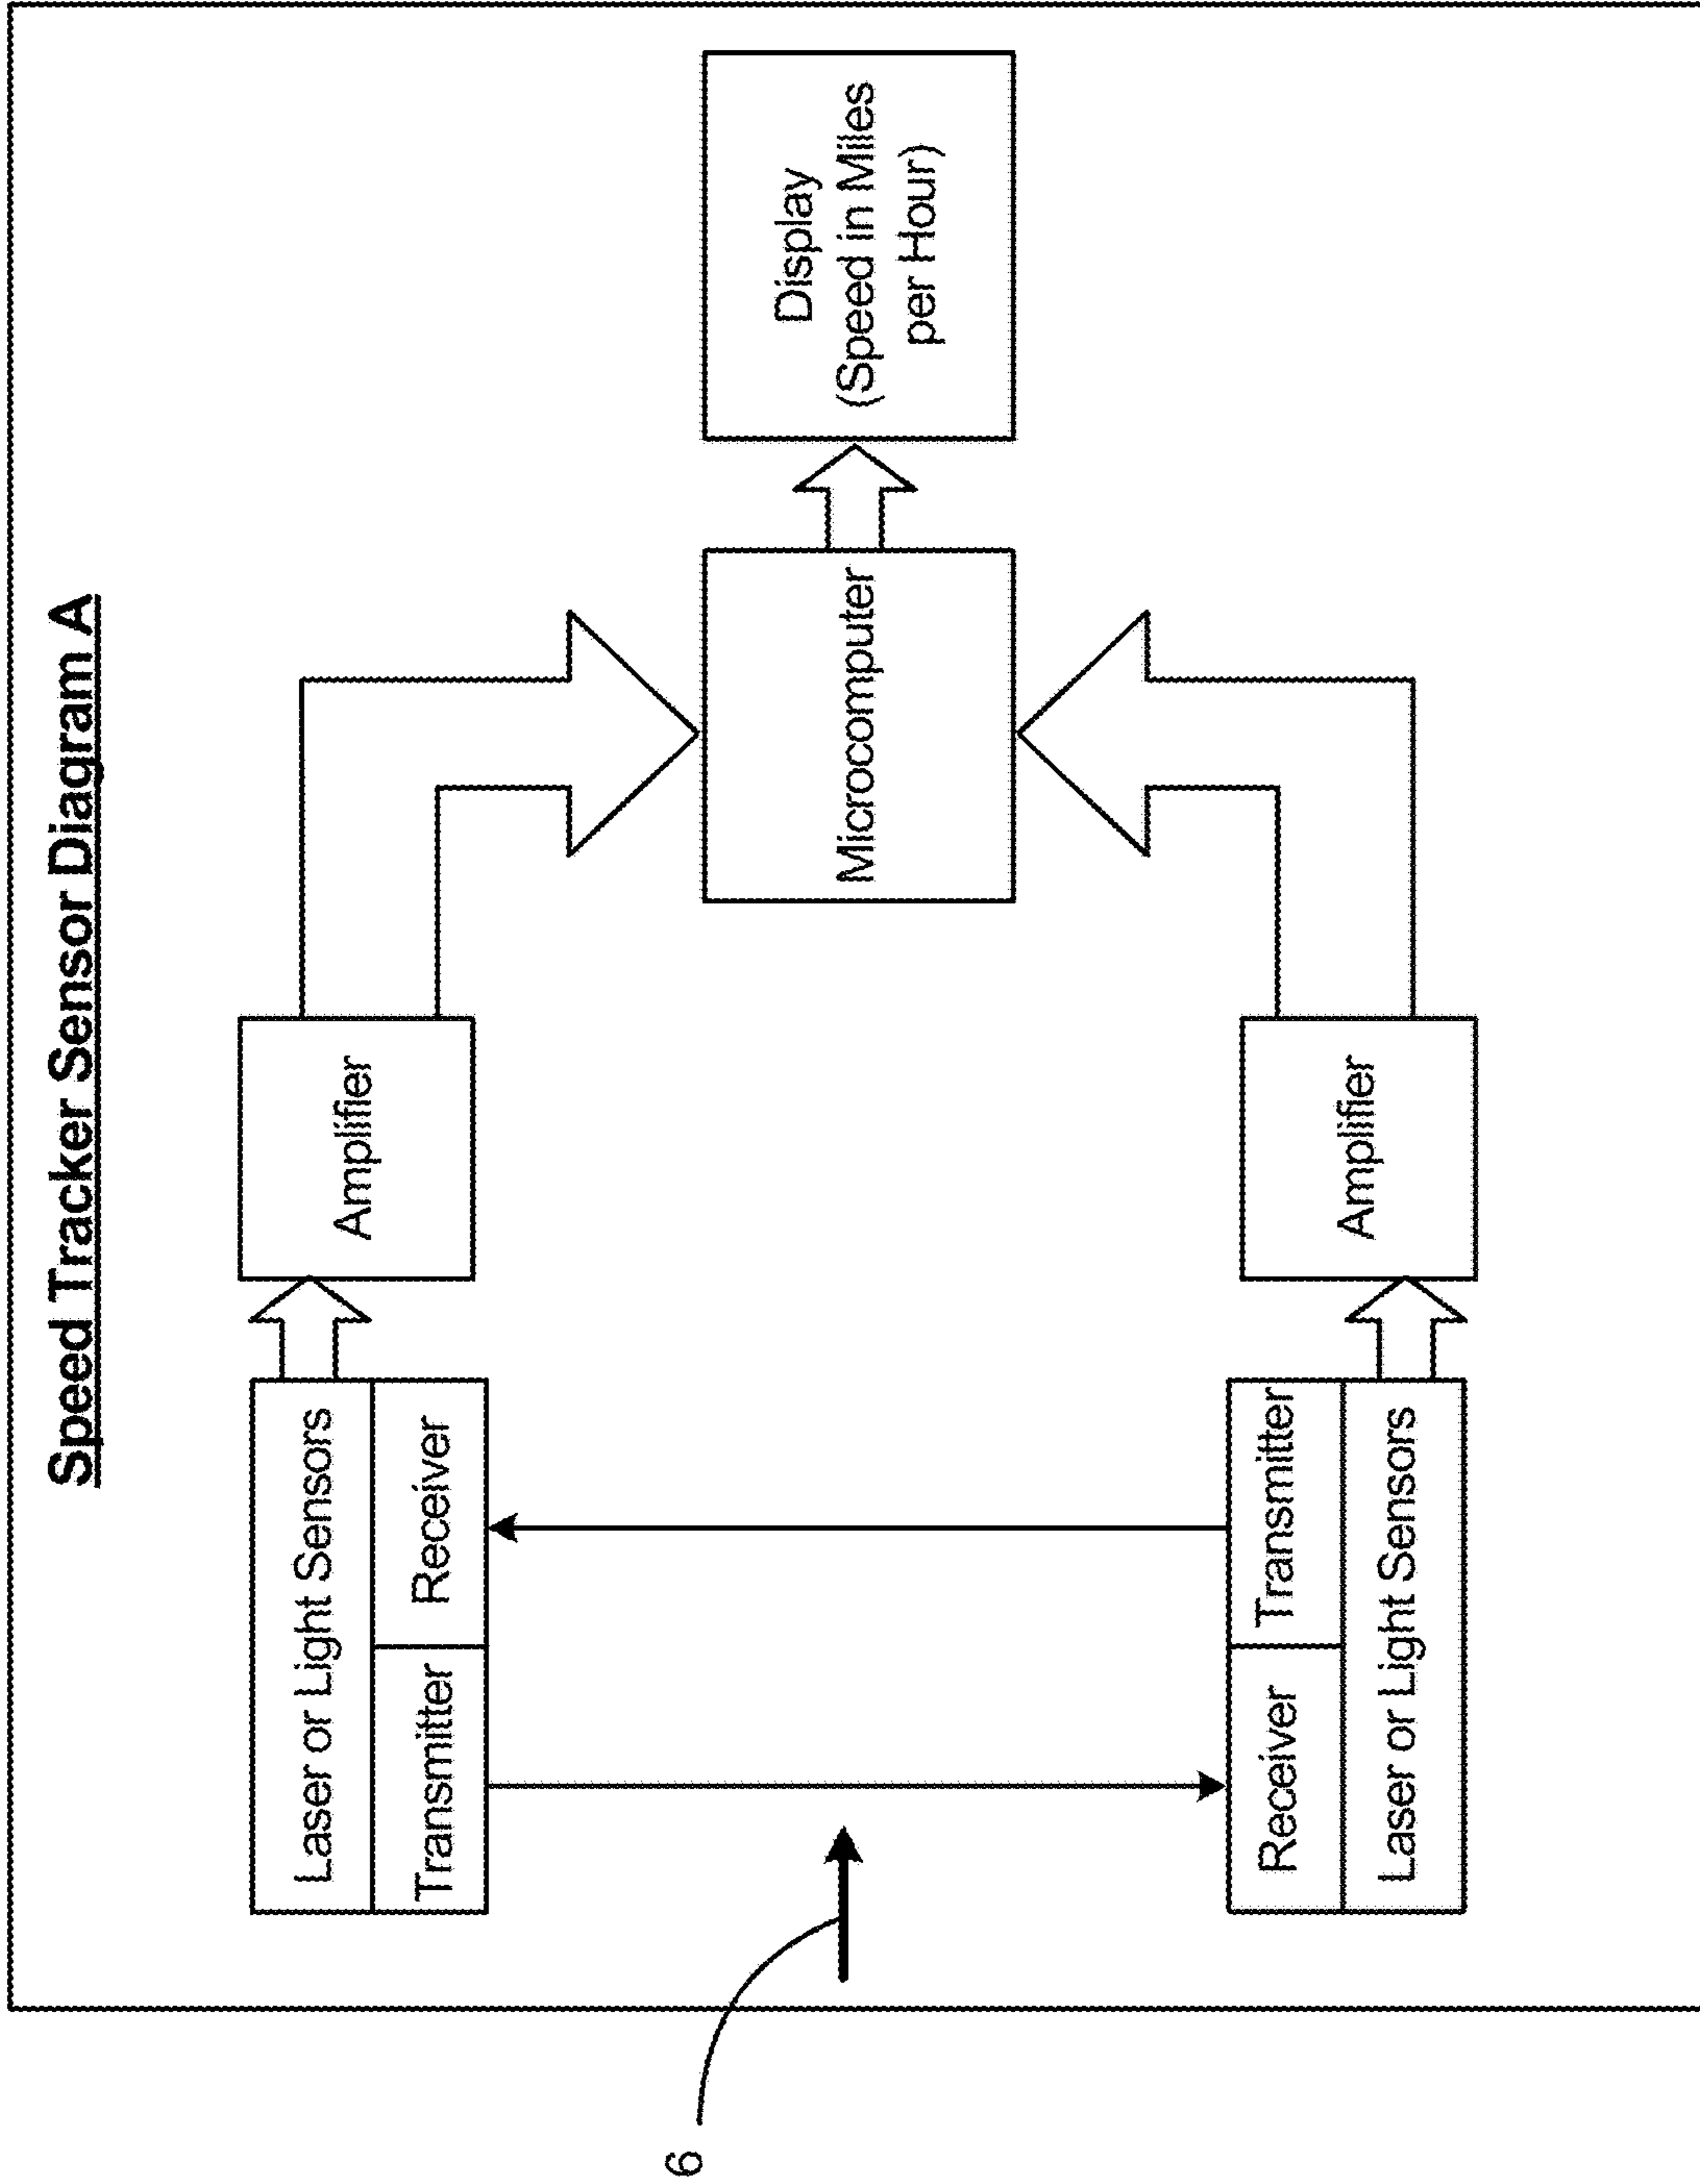 Speed Tracker Sensor Diagram A
Laser or Light Sensors
Transmitter
Receiver
Amplifier
6
Microcomputer
Display
(Speed in Miles
per Hour)
Receiver
Transmitter
Laser or Light Sensors
Amplifier